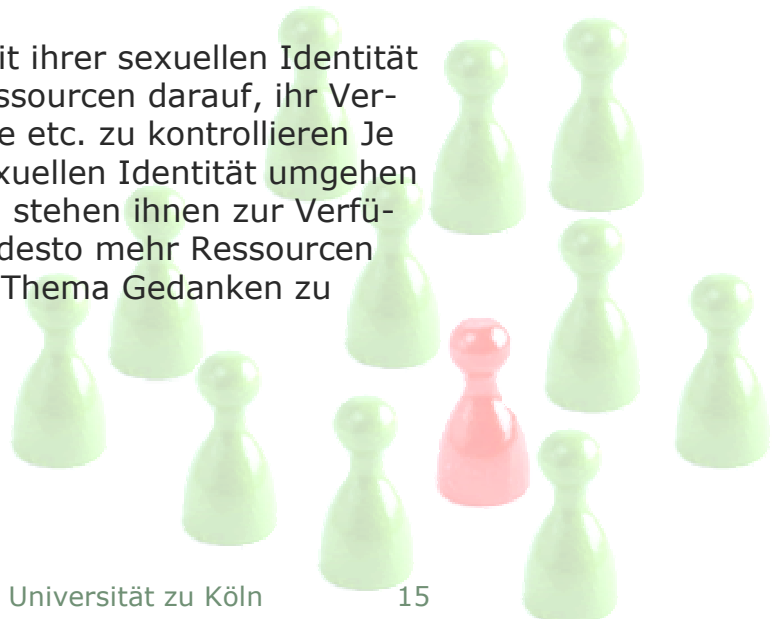 it ihrer sexuellen Identität
ssourcen darauf, ihr Ver-
e etc. zu kontrollieren Je
xuellen Identität umgehen
stehen ihnen zur Verfü-
desto mehr Ressourcen
Thema Gedanken zu
Universität zu Köln 15